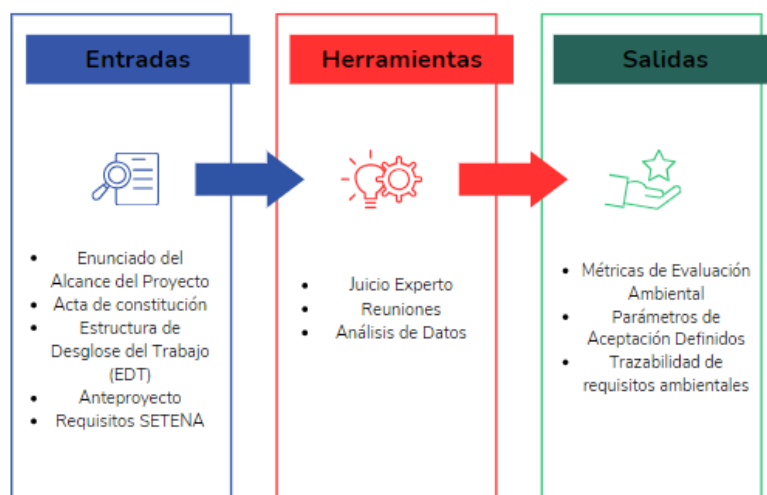 Entradas
Enunciado del
Alcance del Proyecto
Acta de constitución
Estructura de
Desglose del Trabajo
(EDT)
Anteproyecto
Requisitos SETENA
Herramientas
Juicio Experto
Reuniones
Análisis de Datos
Salidas
Métricas de Evaluación
Ambiental
Parámetros de
Aceptación Definidos
Trazabilidad de
requisitos ambientales